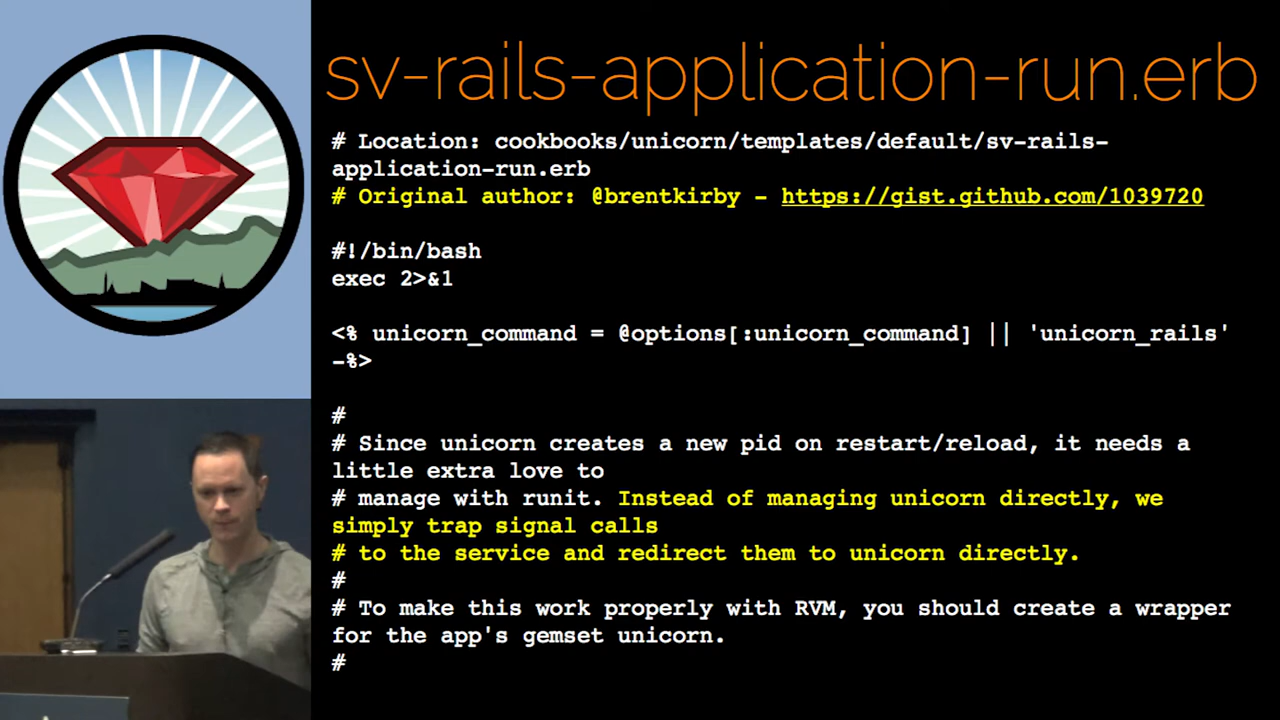 sv-rails-application-run.erb
# Location: cookbooks/unicorn/templates/default/sv-rails-
application-run.erb
# Original author: @brentkirby - https://gist.github.com/1039720
#!/bin/bash
exec 2>&1
<% unicorn_command = @options[:unicorn_command] || 'unicorn_rails'
-%>
#
# Since unicorn creates a new pid on restart/reload, it needs a
little extra love to
# manage with runit. Instead of managing unicorn directly, we
simply trap signal calls
# to the service and redirect them to unicorn directly.
#
# To make this work properly with RVM, you should create a wrapper
for the app's gemset unicorn.
#